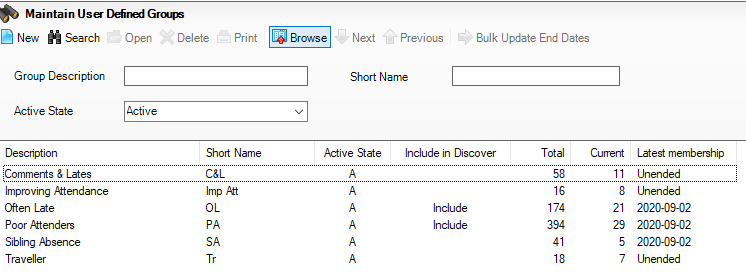 Maintain User Defined Groups
New Search Open Delete Print Browse Next Previous Bulk Update End Dates
Group Description Short Name
Active State Active
Description Short Name Active State Include in Discover Total Current Latest membership
Comments & Lates C&L A 58 11 Unended
Improving Attendance Imp Att A 16 8 Unended
Often Late OL A Include 174 21 2020-09-02
Poor Attenders PA A Include 394 29 2020-09-02
Sibling Absence SA A 41 5 2020-09-02
Traveller Tr A 18 7 Unended